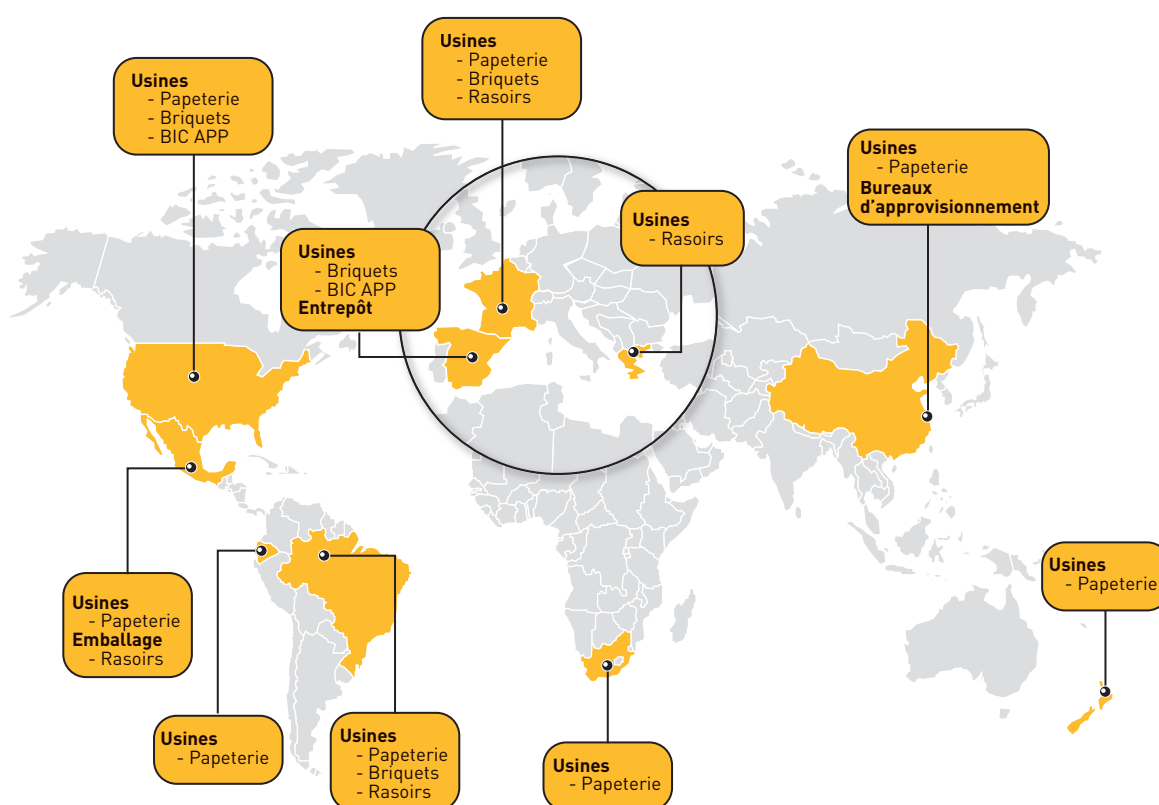 Usines
- Papeterie
- Briquets
- Rasoirs
Usines
- Papeterie
- Briquets
- BIC APP
Usines
- Papeterie
Bureaux
d’approvisionnement
Usines
- Rasoirs
Usines
- Briquets
- BIC APP
Entrepôt
Usines
- Papeterie
Usines
- Papeterie
Emballage
- Rasoirs
Usines
- Papeterie
Usines
- Papeterie
- Briquets
- Rasoirs
Usines
- Papeterie